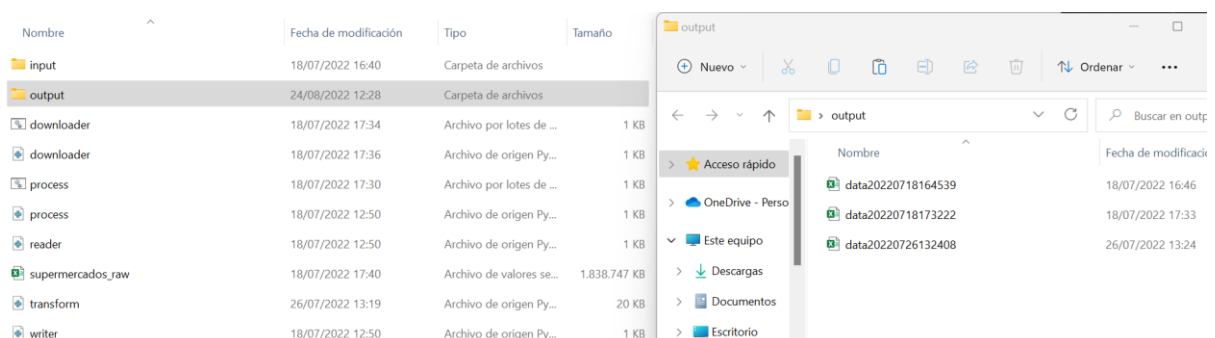 Nombre Fecha de modificación Tipo Tamaño
input 18/07/2022 16:40 Carpeta de archivos
output 24/08/2022 12:28 Carpeta de archivos
downloader 18/07/2022 17:34 Archivo por lotes de ... 1 KB
downloader 18/07/2022 17:36 Archivo de origen Py... 1 KB
process 18/07/2022 17:30 Archivo por lotes de ... 1 KB
process 18/07/2022 12:50 Archivo de origen Py... 1 KB
reader 18/07/2022 12:50 Archivo de origen Py... 1 KB
supermercados_raw 18/07/2022 17:40 Archivo de valores se... 1.838.747 KB
transform 26/07/2022 13:19 Archivo de origen Py... 20 KB
writer 18/07/2022 12:50 Archivo de origen Py... 1 KB
output
Nuevo Ordenar ...
output Buscar en outp
Acceso rápido
OneDrive - Perso
Este equipo
Descargas
Documentos
Escritorio
Nombre Fecha de modificació
data20220718164539 18/07/2022 16:46
data20220718173222 18/07/2022 17:33
data20220726132408 26/07/2022 13:24